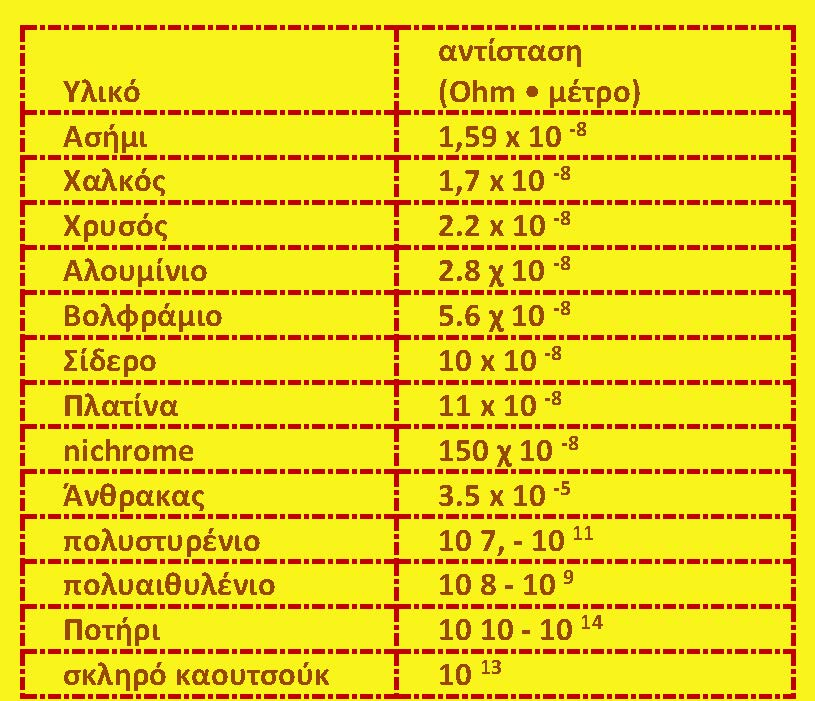 Υλικό αντίσταση (Ohm • μέτρο)
Ασήμι 1,59 x 10 -8
Χαλκός 1,7 x 10 -8
Χρυσός 2.2 x 10 -8
Αλουμίνιο 2.8 χ 10 -8
Βολφράμιο 5.6 χ 10 -8
Σίδερο 10 x 10 -8
Πλατίνα 11 x 10 -8
nichrome 150 χ 10 -8
Άνθρακας 3.5 x 10 -5
πολυστυρένιο 10 7, - 10 11
πολυαιθυλένιο 10 8 - 10 9
Ποτήρι 10 10 - 10 14
σκληρό καουτσούκ 10 13